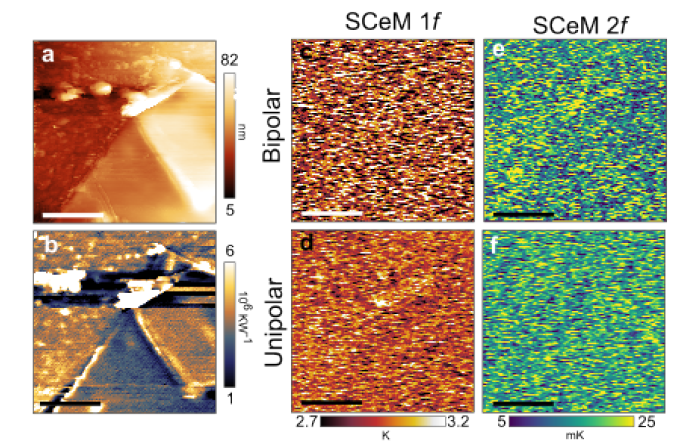 SCeM 1f
SCeM 2f
a
82
nm
5
Bipolar
c
e
b
6
10⁶ KW⁻¹
1
Unipolar
d
f
2.7
3.2
K
5
25
mK